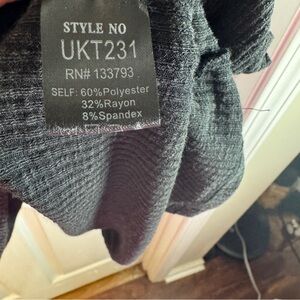 STYLE NO
UKT231
RN# 133793
SELF: 60%Polyester
32%Rayon
8%Spandex